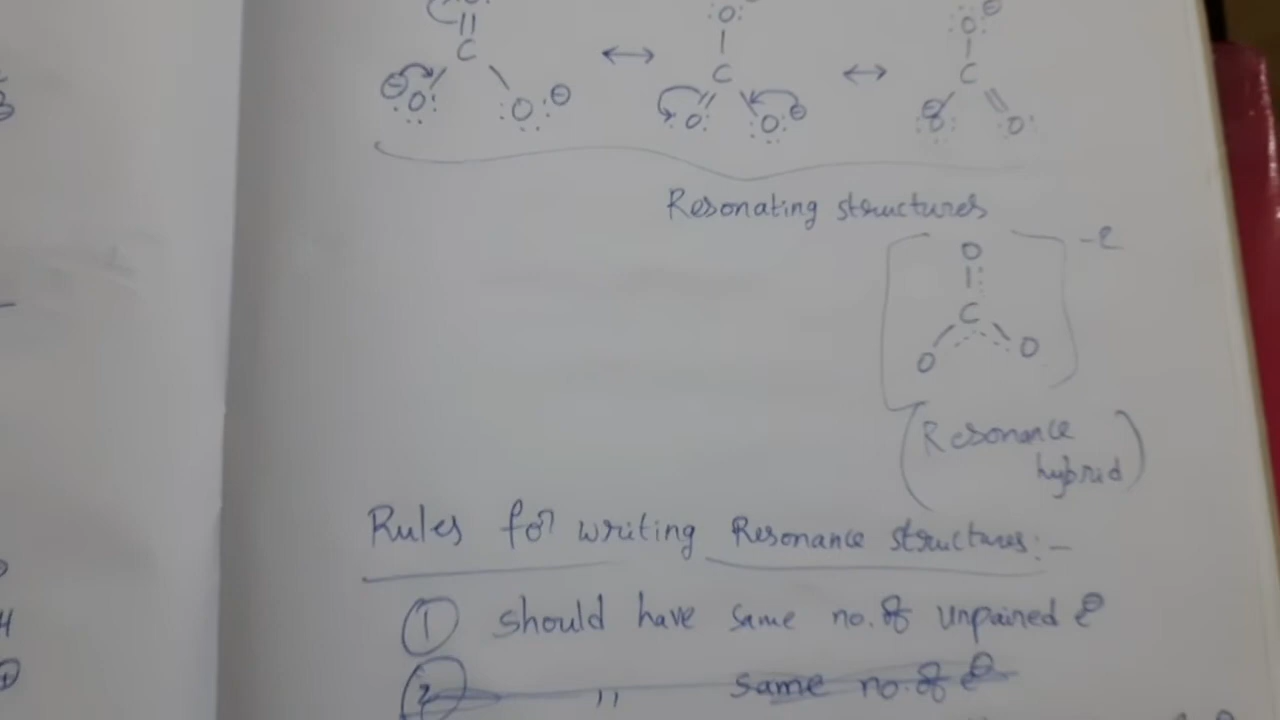 C ↔ :O: ↔ :O: ⊖
⊖ O: C C
:O: ⊖ O: O: ⊖ O:
Resonating structures
[ O ] -2
C
O O
(Resonance
hybrid)
Rules for writing Resonance structures:-
① should have same no. of unpaired e⊖
② ,, same no. of e⊖